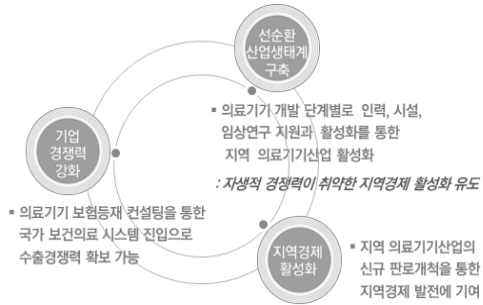 선순환
산업생태계
구축
▪ 의료기기 개발 단계별로 인력, 시설,
임상연구 지원과 활성화를 통한
지역 의료기기산업 활성화
: 자생적 경쟁력이 취약한 지역경제 활성화 유도
기업
경쟁력
강화
▪ 의료기기 보험등재 컨설팅을 통한
국가 보건의료 시스템 진입으로
수출경쟁력 확보 가능
지역경제
활성화
▪ 지역 의료기기산업의
신규 판로개척을 통한
지역경제 발전에 기여